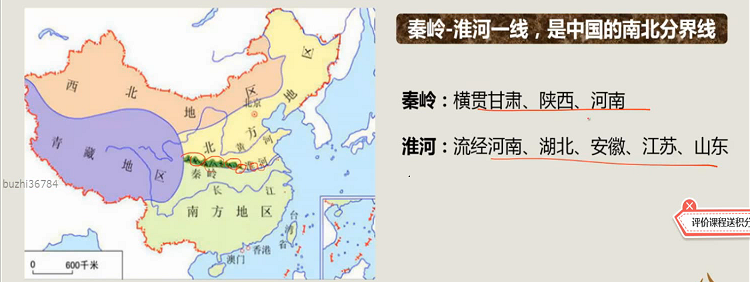 秦岭-淮河一线，是中国的南北分界线
秦岭：横贯甘肃、陕西、河南
淮河：流经河南、湖北、安徽、江苏、山东
西北地区
北京
北方地区
黄河
青藏地区
淮河
秦岭
长江
南方地区
台湾省
香港
澳门
0 600千米
buzhi36784
评价课程送积分